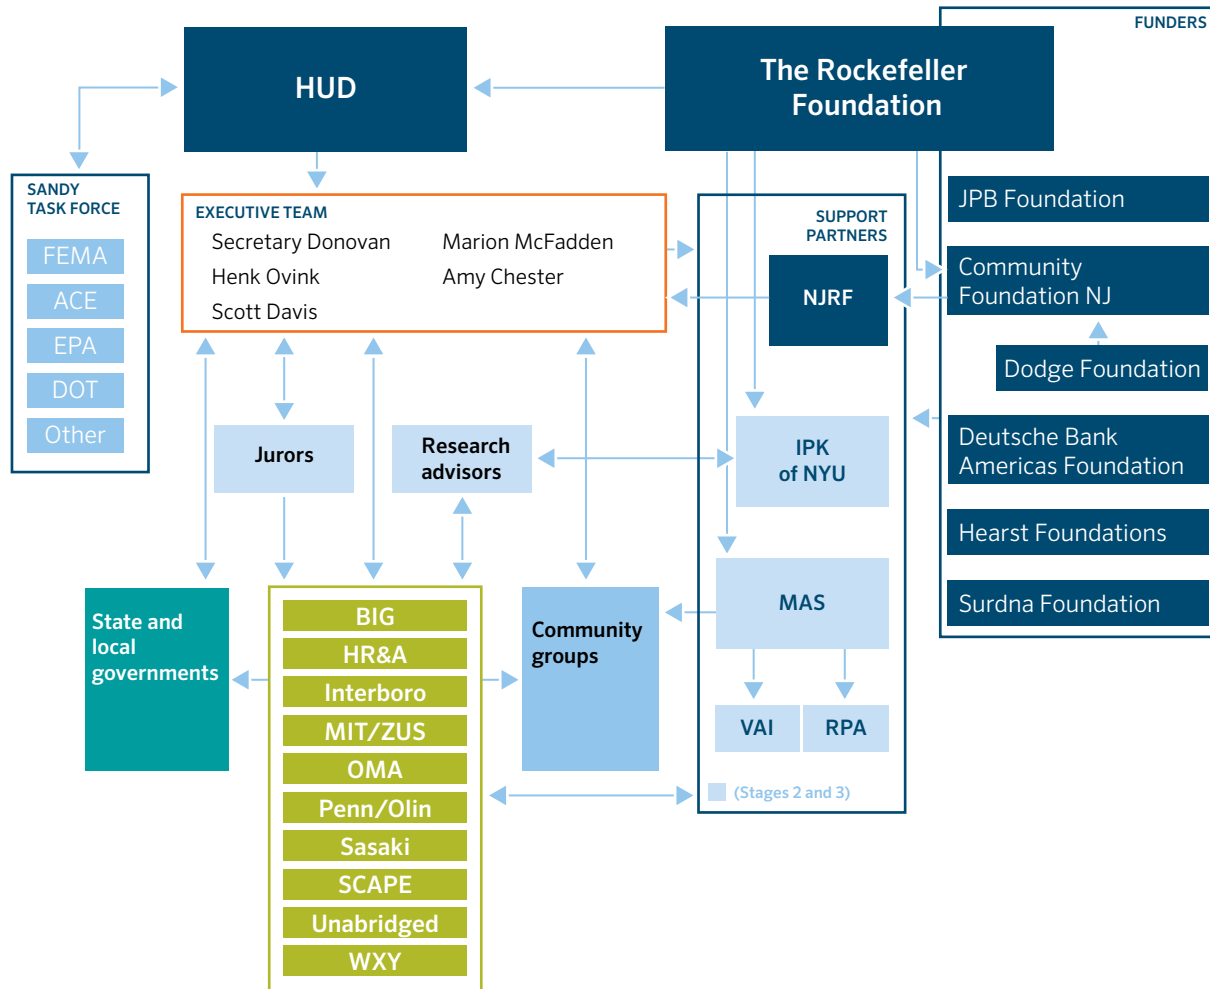 FUNDERS
HUD
The Rockefeller
Foundation
SANDY
TASK FORCE
FEMA
ACE
EPA
DOT
Other
EXECUTIVE TEAM
Secretary Donovan
Henk Ovink
Scott Davis
Marion McFadden
Amy Chester
SUPPORT
PARTNERS
NJRF
JPB Foundation
Community
Foundation NJ
Dodge Foundation
Deutsche Bank
Americas Foundation
Hearst Foundations
Surdna Foundation
Jurors
Research
advisors
IPK
of NYU
MAS
VAI
RPA
(Stages 2 and 3)
State and
local
governments
BIG
HR&A
Interboro
MIT/ZUS
OMA
Penn/Olin
Sasaki
SCAPE
Unabridged
WXY
Community
groups